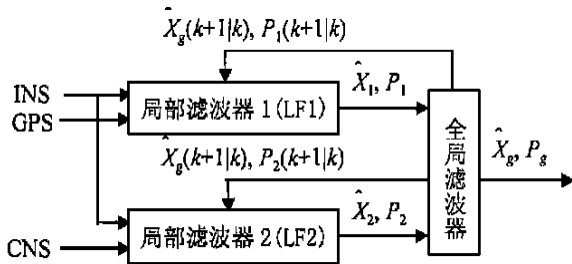 X̂g(k+1|k), P1(k+1|k)
INS
GPS
局部滤波器 1 (LF1)
X̂1, P1
全局滤波器
X̂g, Pg
X̂g(k+1|k), P2(k+1|k)
CNS
局部滤波器 2 (LF2)
X̂2, P2